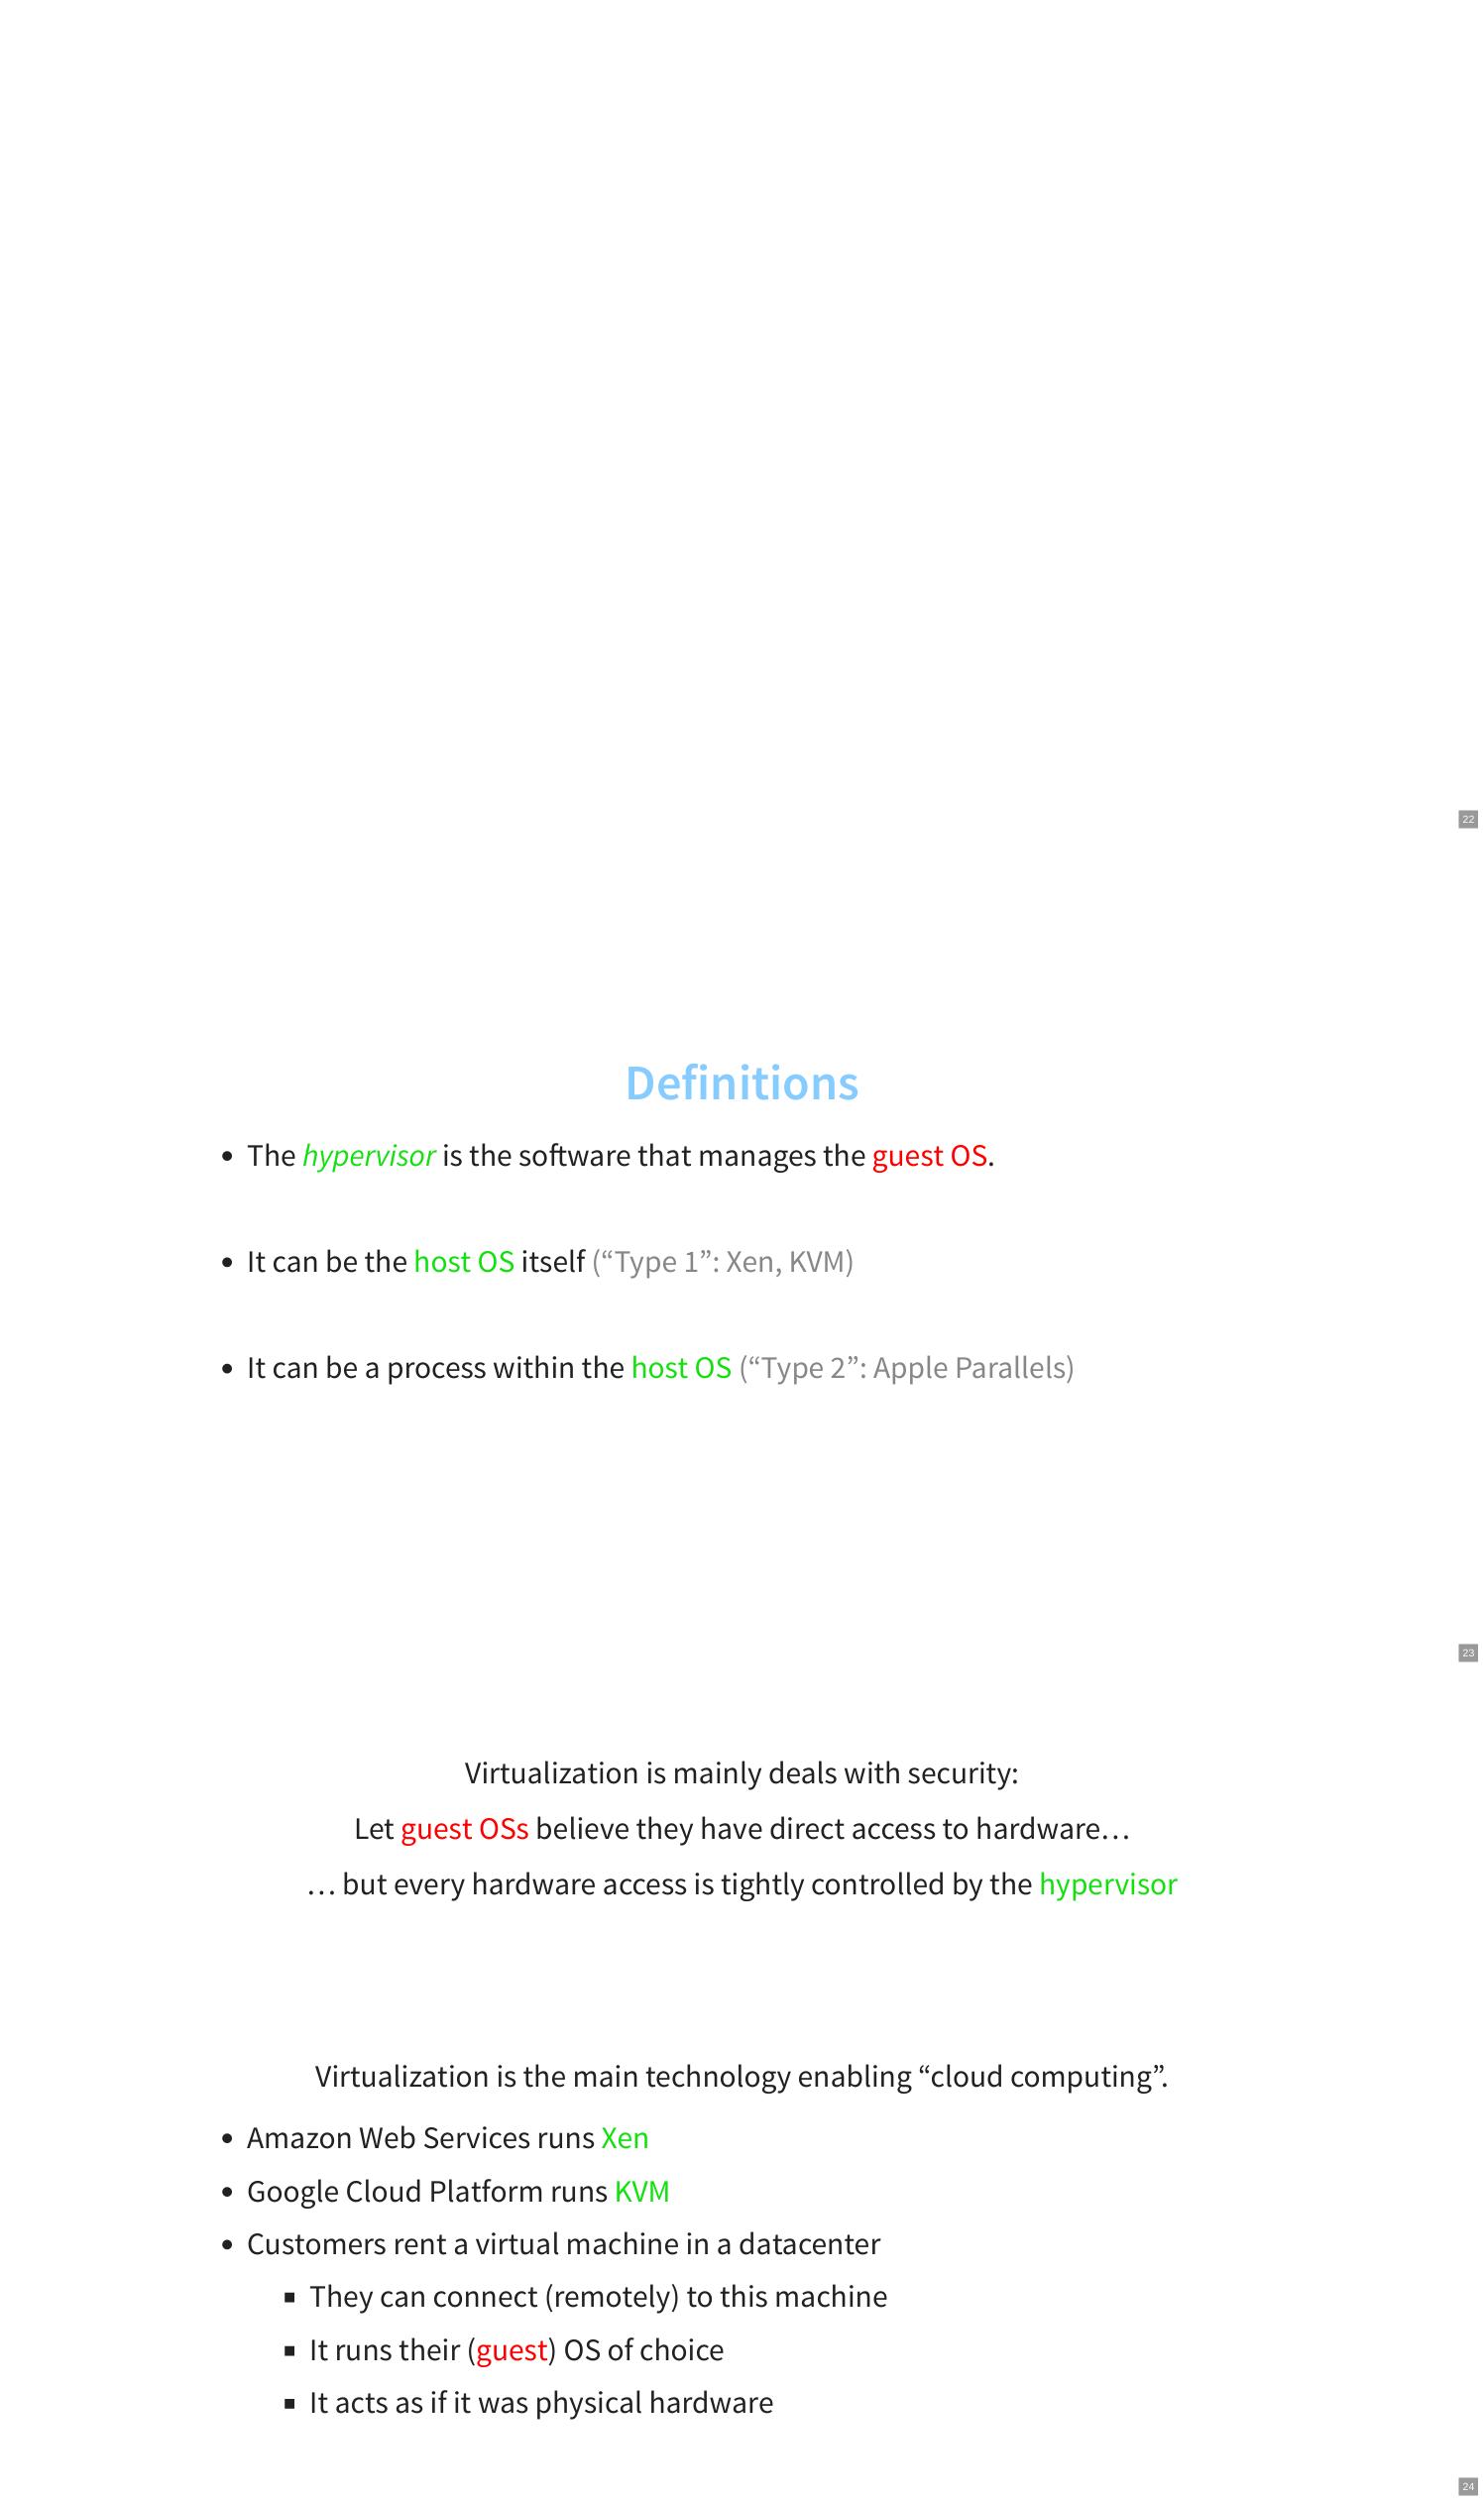 22
Definitions
• The hypervisor is the software that manages the guest OS.
• It can be the host OS itself (“Type 1”: Xen, KVM)
• It can be a process within the host OS (“Type 2”: Apple Parallels)
23
Virtualization is mainly deals with security:
Let guest OSs believe they have direct access to hardware…
… but every hardware access is tightly controlled by the hypervisor
Virtualization is the main technology enabling “cloud computing”.
• Amazon Web Services runs Xen
• Google Cloud Platform runs KVM
• Customers rent a virtual machine in a datacenter
▪ They can connect (remotely) to this machine
▪ It runs their (guest) OS of choice
▪ It acts as if it was physical hardware
24